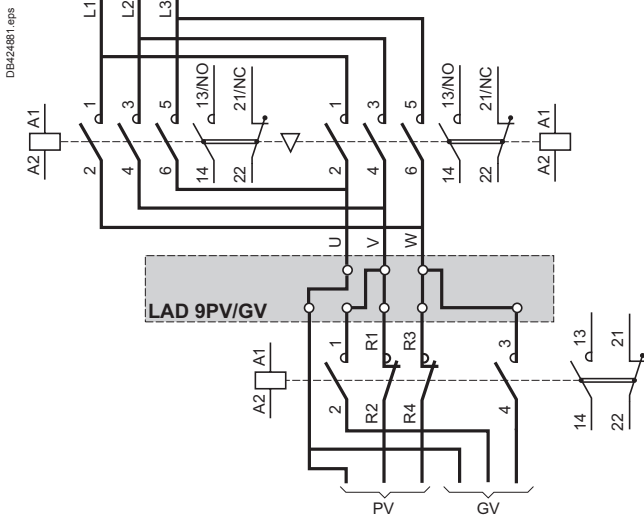 DB424881.eps
L1
L2
L3
A1
A2
1
2
3
4
5
6
13/NO
14
21/NC
22
1
2
3
4
5
6
13/NO
14
21/NC
22
A1
A2
U
V
W
LAD 9PV/GV
A1
A2
1
2
R1
R2
R3
R4
3
4
13
14
21
22
PV
GV